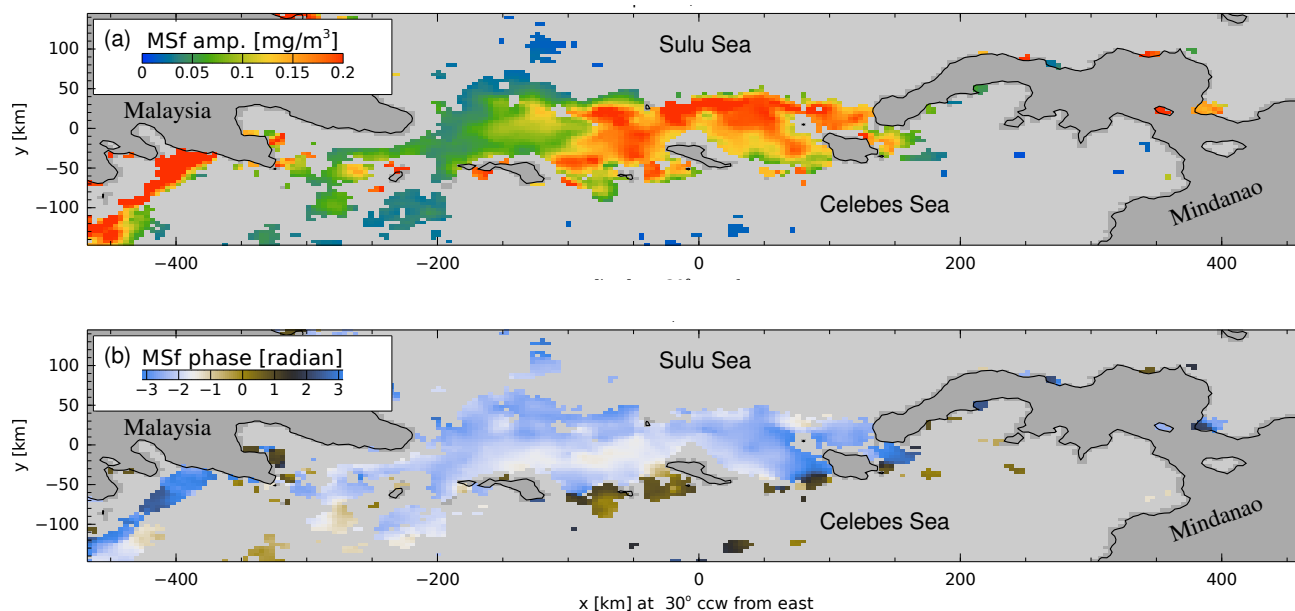 (a) MSf amp. [mg/m³]
0 0.05 0.1 0.15 0.2
Sulu Sea
Malaysia
Celebes Sea
Mindanao
y [km]
100
50
0
−50
−100
−400 −200 0 200 400
(b) MSf phase [radian]
−3 −2 −1 0 1 2 3
Sulu Sea
Malaysia
Celebes Sea
Mindanao
y [km]
100
50
0
−50
−100
−400 −200 0 200 400
x [km] at 30° ccw from east